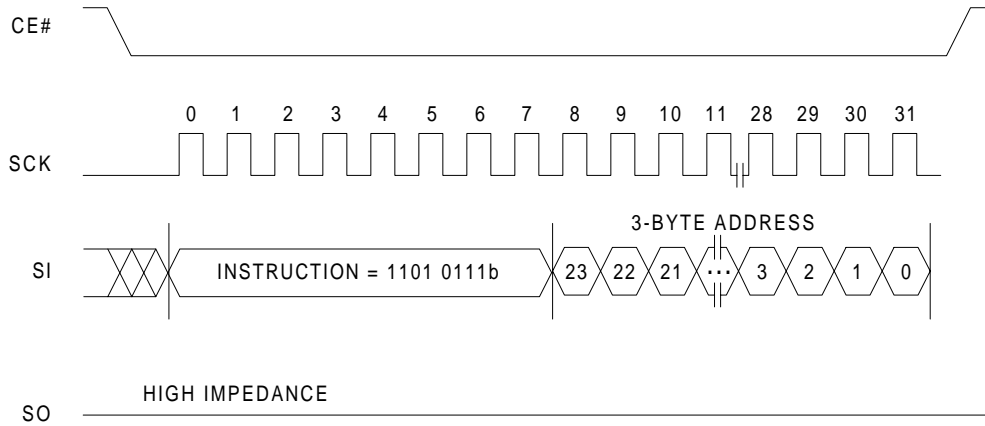 CE#
0 1 2 3 4 5 6 7 8 9 10 11 28 29 30 31
SCK
3-BYTE ADDRESS
SI INSTRUCTION = 1101 0111b 23 22 21 ... 3 2 1 0
HIGH IMPEDANCE
SO